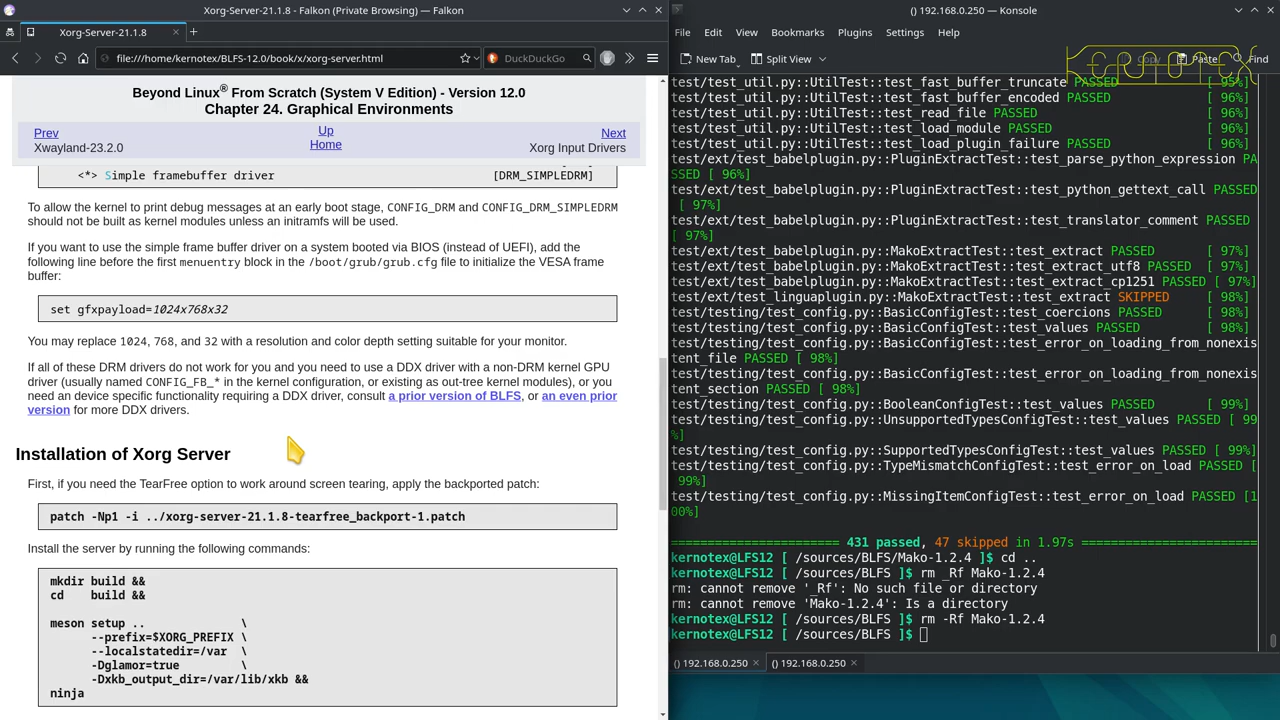 Xorg-Server-21.1.8 - Falkon (Private Browsing) — Falkon
Xorg-Server-21.1.8
file:///home/kernotex/BLFS-12.0/book/x/xorg-server.html
DuckDuckGo
Beyond Linux® From Scratch (System V Edition) - Version 12.0
Chapter 24. Graphical Environments
Prev
Up
Next
Xwayland-23.2.0
Home
Xorg Input Drivers
<*> Simple framebuffer driver [DRM_SIMPLEDRM]
To allow the kernel to print debug messages at an early boot stage, CONFIG_DRM and CONFIG_DRM_SIMPLEDRM
should not be built as kernel modules unless an initramfs will be used.
If you want to use the simple frame buffer driver on a system booted via BIOS (instead of UEFI), add the
following line before the first menuentry block in the /boot/grub/grub.cfg file to initialize the VESA frame
buffer:
set gfxpayload=1024x768x32
You may replace 1024, 768, and 32 with a resolution and color depth setting suitable for your monitor.
If all of these DRM drivers do not work for you and you need to use a DDX driver with a non-DRM kernel GPU
driver (usually named CONFIG_FB_* in the kernel configuration, or existing as out-tree kernel modules), or you
need an device specific functionality requiring a DDX driver, consult a prior version of BLFS, or an even prior
version for more DDX drivers.
Installation of Xorg Server
First, if you need the TearFree option to work around screen tearing, apply the backported patch:
patch -Np1 -i ../xorg-server-21.1.8-tearfree_backport-1.patch
Install the server by running the following commands:
mkdir build &&
cd    build &&
meson setup ..              \
      --prefix=$XORG_PREFIX \
      --localstatedir=/var  \
      -Dglamor=true         \
      -Dxkb_output_dir=/var/lib/xkb &&
ninja
() 192.168.0.250 — Konsole
File Edit View Bookmarks Plugins Settings Help
New Tab Split View Copy Paste Find
Kernotex
test/test_util.py::UtilTest::test_fast_buffer_truncate PASSED [ 95%]
test/test_util.py::UtilTest::test_fast_buffer_encoded PASSED [ 96%]
test/test_util.py::UtilTest::test_read_file PASSED [ 96%]
test/test_util.py::UtilTest::test_load_module PASSED [ 96%]
test/test_util.py::UtilTest::test_load_plugin_failure PASSED [ 96%]
test/ext/test_babelplugin.py::PluginExtractTest::test_parse_python_expression PA
SSED [ 96%]
test/ext/test_babelplugin.py::PluginExtractTest::test_python_gettext_call PASSED
 [ 97%]
test/ext/test_babelplugin.py::PluginExtractTest::test_translator_comment PASSED
[ 97%]
test/ext/test_babelplugin.py::MakoExtractTest::test_extract PASSED [ 97%]
test/ext/test_babelplugin.py::MakoExtractTest::test_extract_utf8 PASSED [ 97%]
test/ext/test_babelplugin.py::MakoExtractTest::test_extract_cp1251 PASSED [ 97%]
test/ext/test_linguaplugin.py::MakoExtractTest::test_extract SKIPPED [ 98%]
test/testing/test_config.py::BasicConfigTest::test_coercions PASSED [ 98%]
test/testing/test_config.py::BasicConfigTest::test_values PASSED [ 98%]
test/testing/test_config.py::BasicConfigTest::test_error_on_loading_from_nonexis
tent_file PASSED [ 98%]
test/testing/test_config.py::BasicConfigTest::test_error_on_loading_from_nonexis
tent_section PASSED [ 98%]
test/testing/test_config.py::BooleanConfigTest::test_values PASSED [ 99%]
test/testing/test_config.py::UnsupportedTypesConfigTest::test_values PASSED [ 99
%]
test/testing/test_config.py::SupportedTypesConfigTest::test_values PASSED [ 99%]
test/testing/test_config.py::TypeMismatchConfigTest::test_error_on_load PASSED [
 99%]
test/testing/test_config.py::MissingItemConfigTest::test_error_on_load PASSED [1
00%]
======================= 431 passed, 47 skipped in 1.97s ========================
kernotex@LFS12 [ /sources/BLFS/Mako-1.2.4 ]$ cd ..
kernotex@LFS12 [ /sources/BLFS ]$ rm _Rf Mako-1.2.4
rm: cannot remove '_Rf': No such file or directory
rm: cannot remove 'Mako-1.2.4': Is a directory
kernotex@LFS12 [ /sources/BLFS ]$ rm -Rf Mako-1.2.4
kernotex@LFS12 [ /sources/BLFS ]$
() 192.168.0.250
() 192.168.0.250